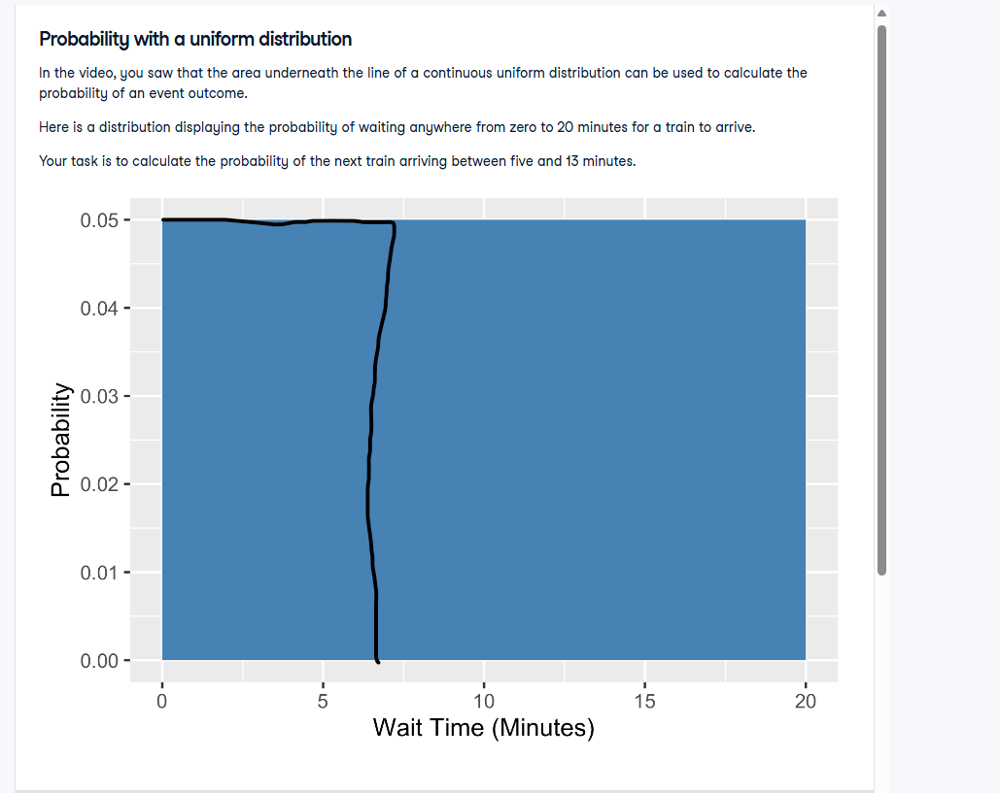 Probability with a uniform distribution
In the video, you saw that the area underneath the line of a continuous uniform distribution can be used to calculate the
probability of an event outcome.
Here is a distribution displaying the probability of waiting anywhere from zero to 20 minutes for a train to arrive.
Your task is to calculate the probability of the next train arriving between five and 13 minutes.
0.05
0.04
0.03
0.02
0.01
0.00
Probability
0 5 10 15 20
Wait Time (Minutes)